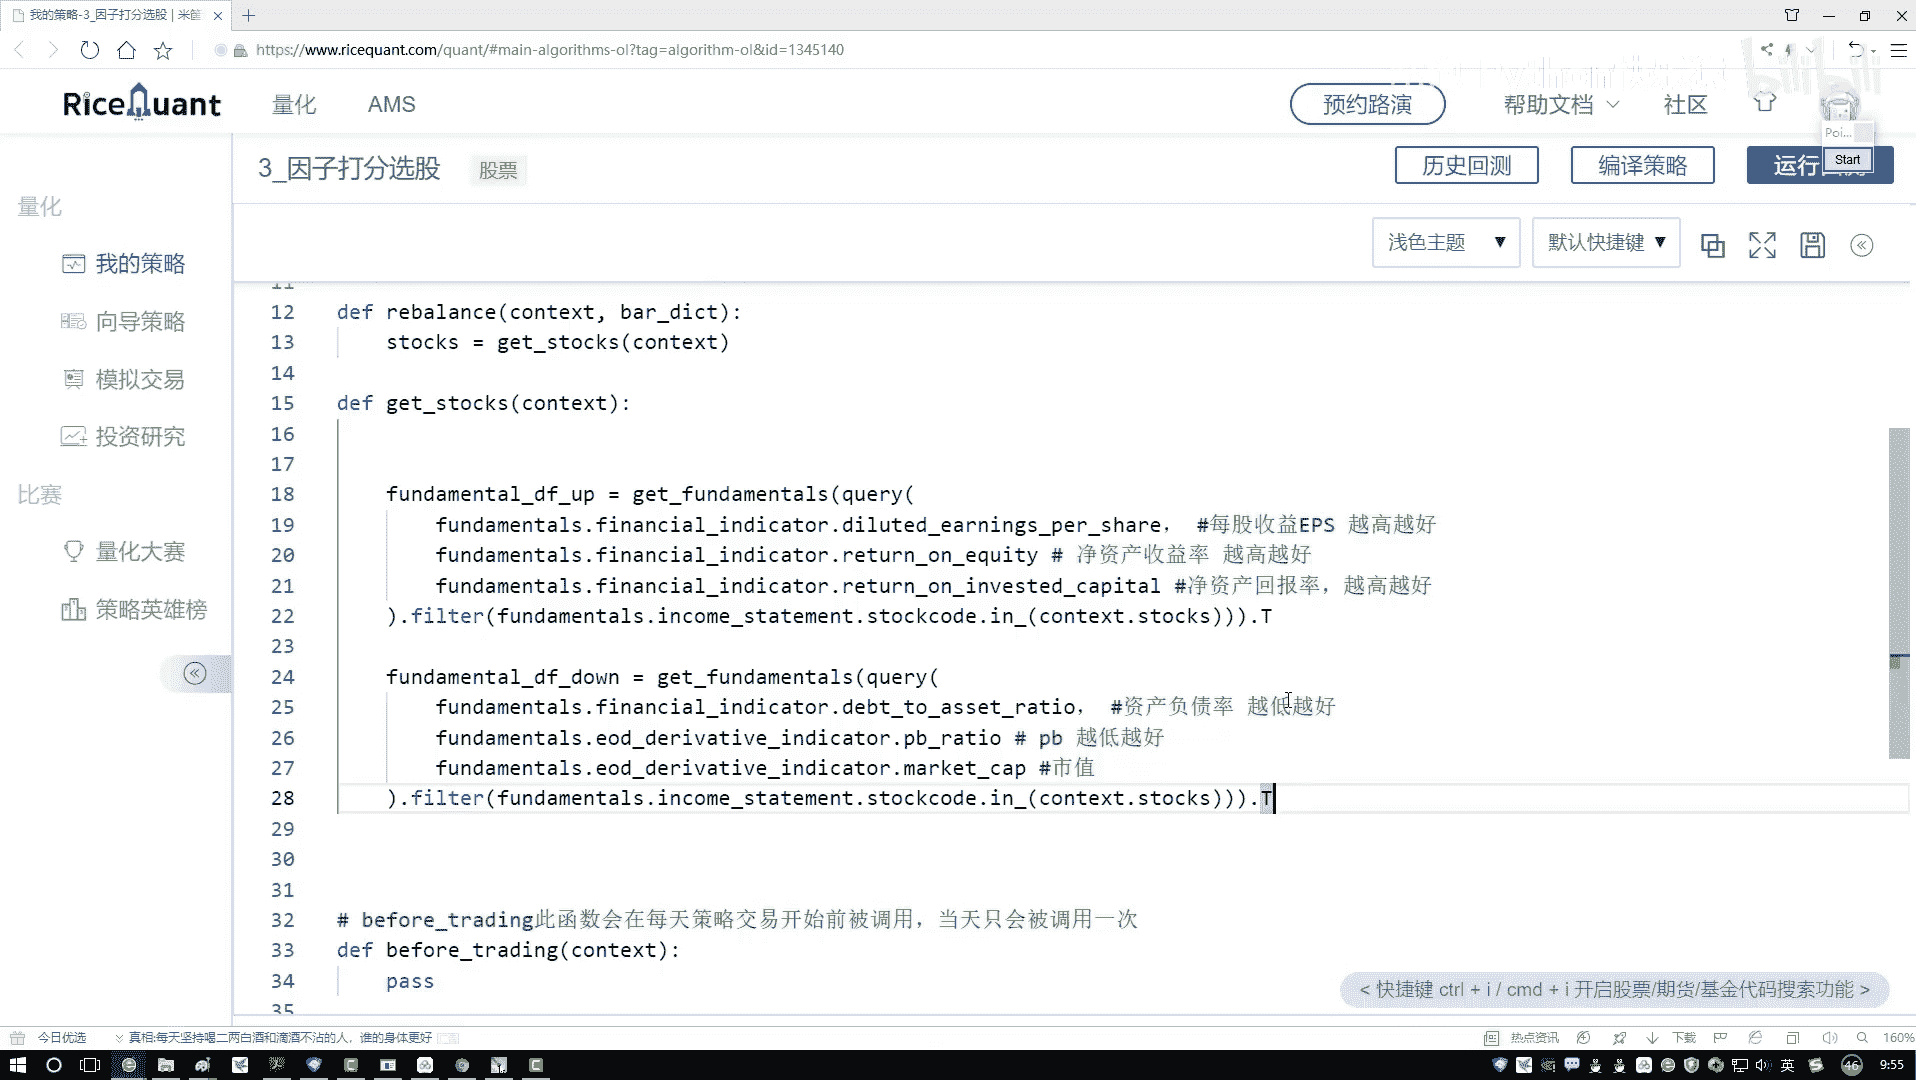 我的策略-3_因子打分选股 | 米筐
https://www.ricequant.com/quant/#main-algorithms-ol?tag=algorithm-ol&id=1345140
RiceQuant 量化 AMS 预约路演 帮助文档 社区
Poi...
Start
3_因子打分选股 股票 历史回测 编译策略 运行
浅色主题 默认快捷键
量化
我的策略
向导策略
模拟交易
投资研究
比赛
量化大赛
策略英雄榜
11
12 def rebalance(context, bar_dict):
13 stocks = get_stocks(context)
14
15 def get_stocks(context):
16
17
18 fundamental_df_up = get_fundamentals(query(
19 fundamentals.financial_indicator.diluted_earnings_per_share, #每股收益EPS 越高越好
20 fundamentals.financial_indicator.return_on_equity # 净资产收益率 越高越好
21 fundamentals.financial_indicator.return_on_invested_capital #净资产回报率，越高越好
22 ).filter(fundamentals.income_statement.stockcode.in_(context.stocks))).T
23
24 fundamental_df_down = get_fundamentals(query(
25 fundamentals.financial_indicator.debt_to_asset_ratio, #资产负债率 越低越好
26 fundamentals.eod_derivative_indicator.pb_ratio # pb 越低越好
27 fundamentals.eod_derivative_indicator.market_cap #市值
28 ).filter(fundamentals.income_statement.stockcode.in_(context.stocks))).T
29
30
31
32 # before_trading此函数会在每天策略交易开始前被调用，当天只会被调用一次
33 def before_trading(context):
34 pass
35
< 快捷键 ctrl + i / cmd + i 开启股票/期货/基金代码搜索功能 >
今日优选 真相:每天坚持喝二两白酒和滴酒不沾的人，谁的身体更好 热点资讯 下载 160%
英 46 9:55